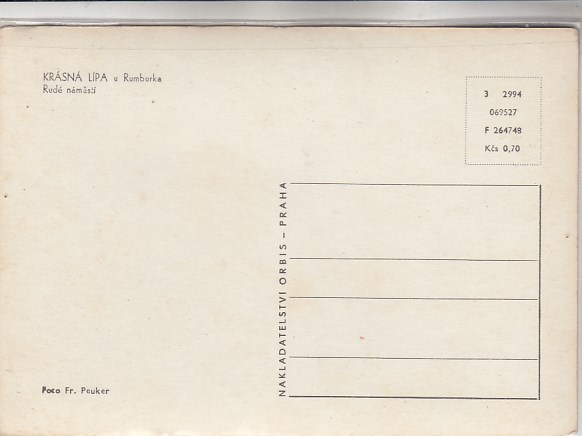 KRÁSNÁ LÍPA u Rumburka
Rudé náměstí
3 2994
069527
F 264748
Kčs 0,70
NAKLADATELSTVÍ ORBIS – PRAHA
Foto Fr. Peuker